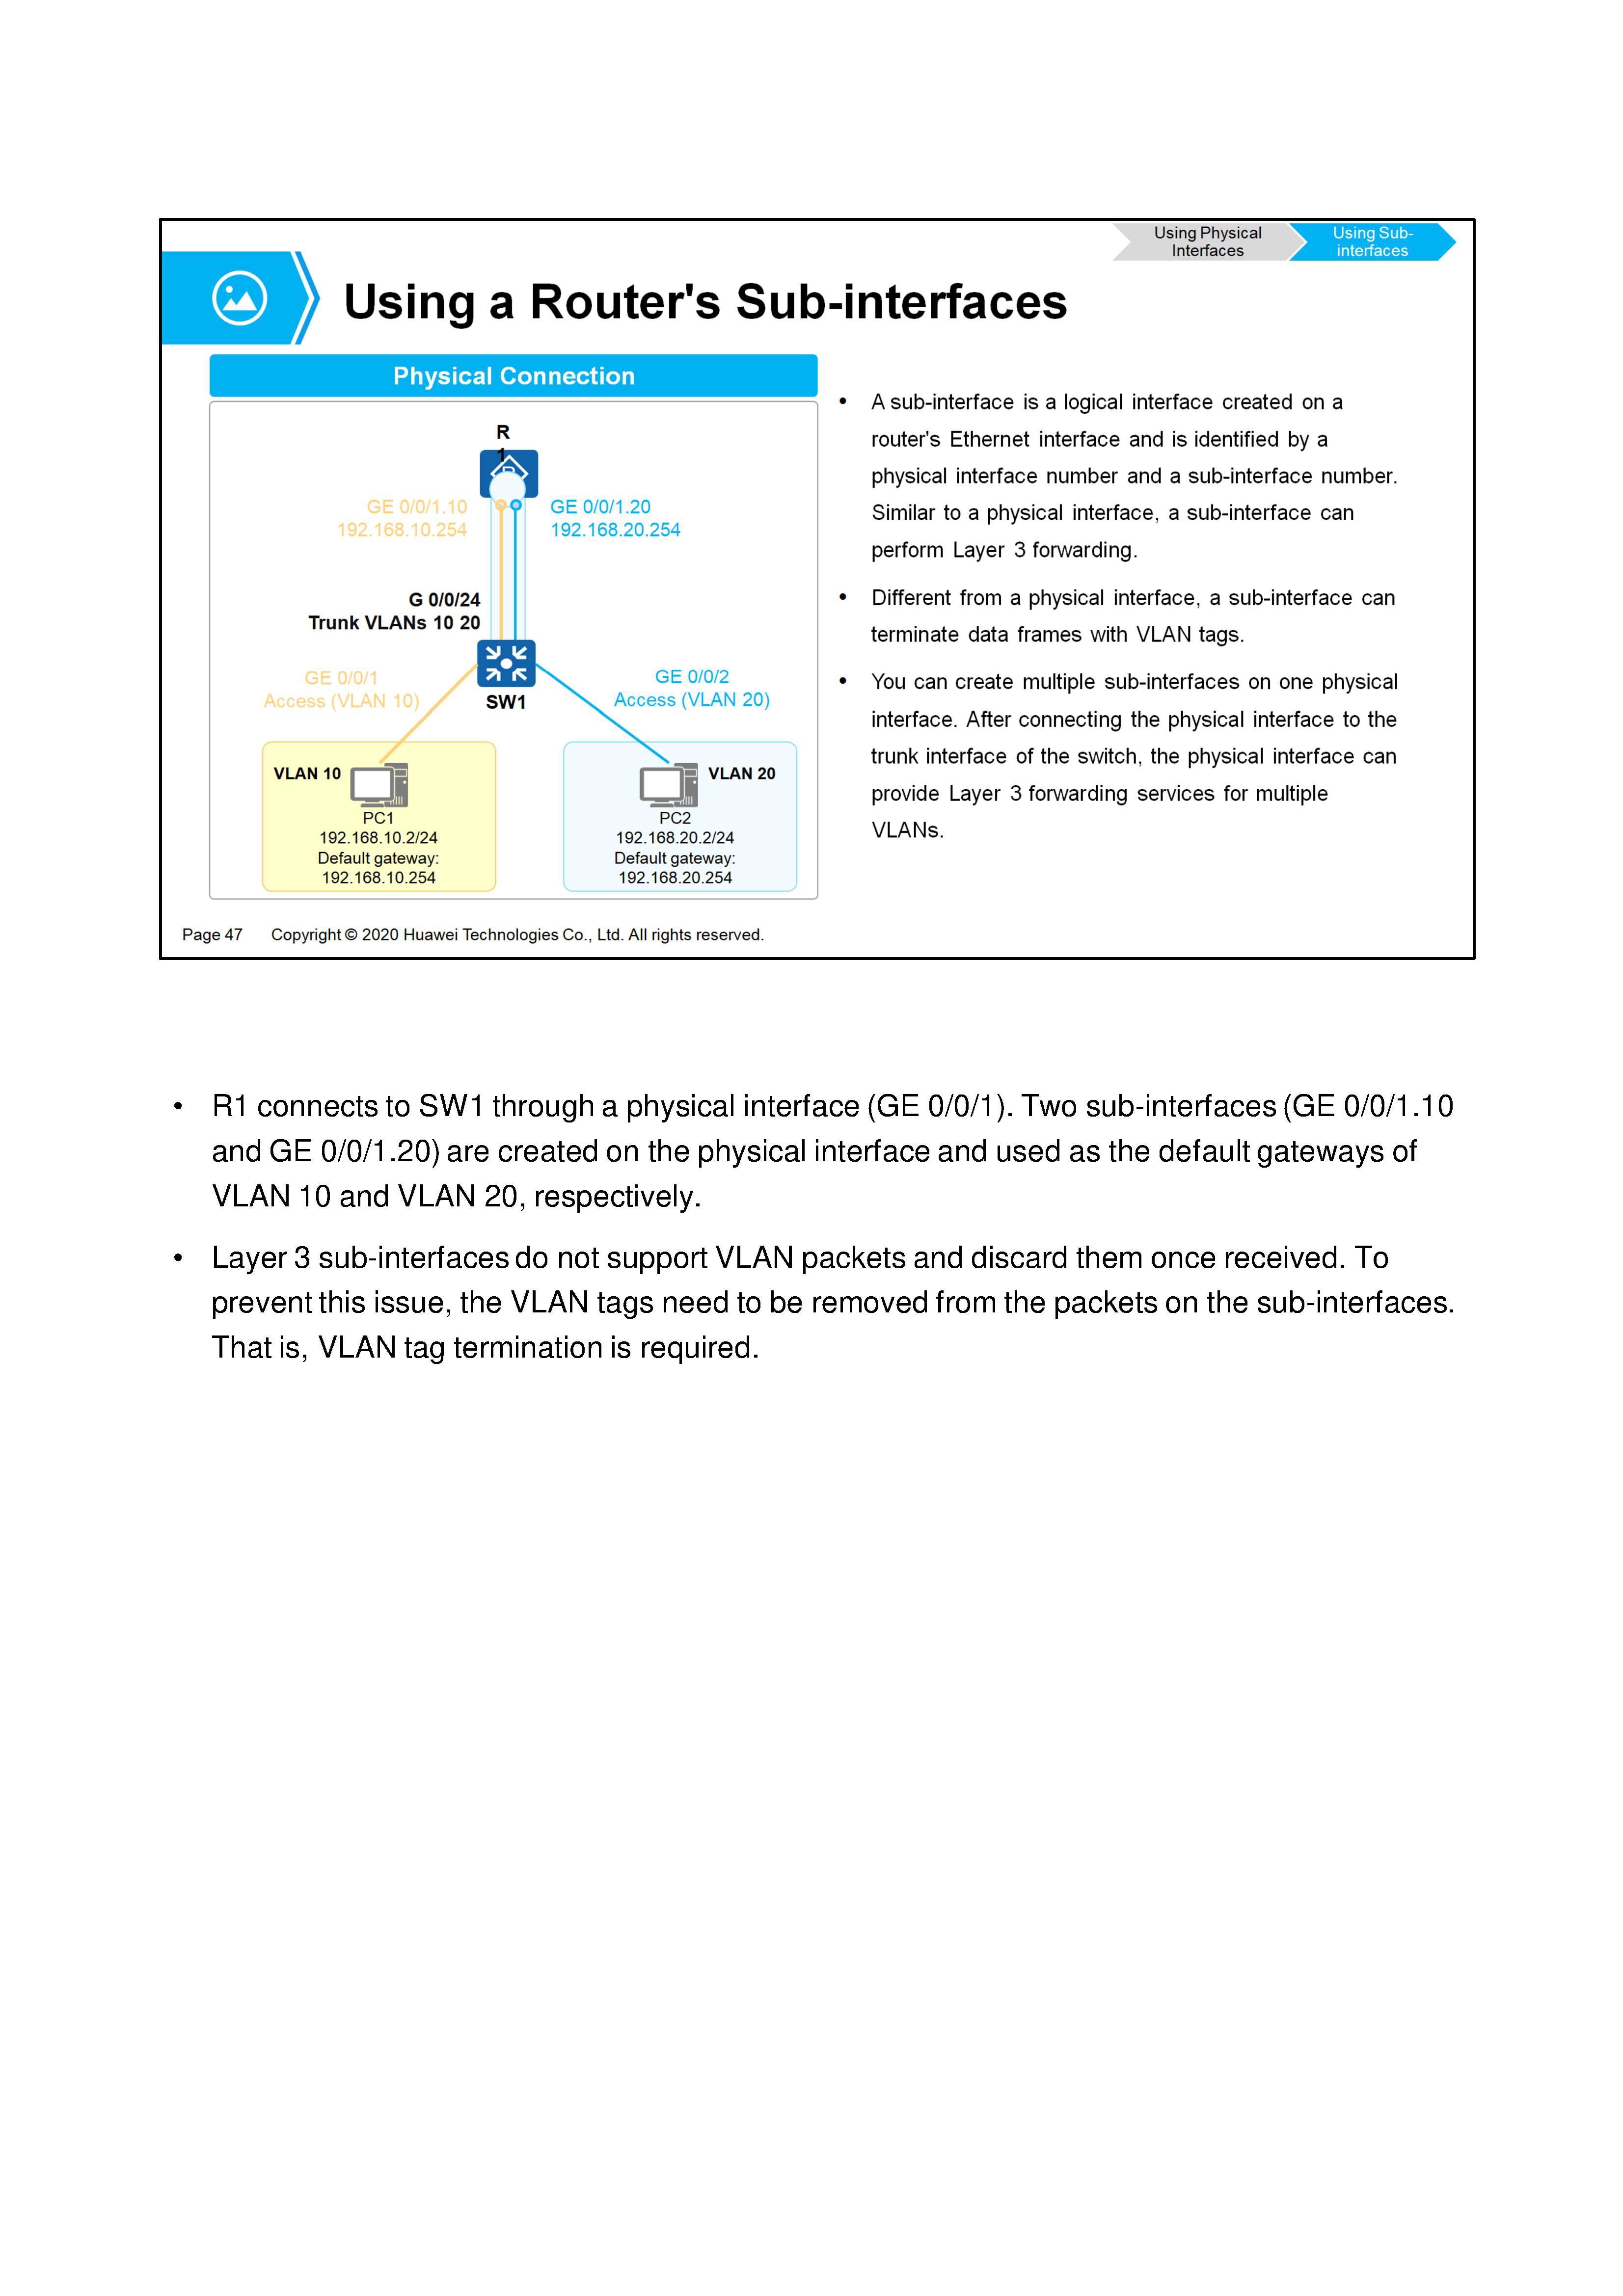 Using Physical
Interfaces
Using Sub-
interfaces
Using a Router's Sub-interfaces
Physical Connection
R
1
GE 0/0/1.10
192.168.10.254
GE 0/0/1.20
192.168.20.254
G 0/0/24
Trunk VLANs 10 20
GE 0/0/1
Access (VLAN 10)
SW1
GE 0/0/2
Access (VLAN 20)
VLAN 10
PC1
192.168.10.2/24
Default gateway:
192.168.10.254
VLAN 20
PC2
192.168.20.2/24
Default gateway:
192.168.20.254
• A sub-interface is a logical interface created on a
router's Ethernet interface and is identified by a
physical interface number and a sub-interface number.
Similar to a physical interface, a sub-interface can
perform Layer 3 forwarding.
• Different from a physical interface, a sub-interface can
terminate data frames with VLAN tags.
• You can create multiple sub-interfaces on one physical
interface. After connecting the physical interface to the
trunk interface of the switch, the physical interface can
provide Layer 3 forwarding services for multiple
VLANs.
Page 47 Copyright © 2020 Huawei Technologies Co., Ltd. All rights reserved.
• R1 connects to SW1 through a physical interface (GE 0/0/1). Two sub-interfaces (GE 0/0/1.10
and GE 0/0/1.20) are created on the physical interface and used as the default gateways of
VLAN 10 and VLAN 20, respectively.
• Layer 3 sub-interfaces do not support VLAN packets and discard them once received. To
prevent this issue, the VLAN tags need to be removed from the packets on the sub-interfaces.
That is, VLAN tag termination is required.